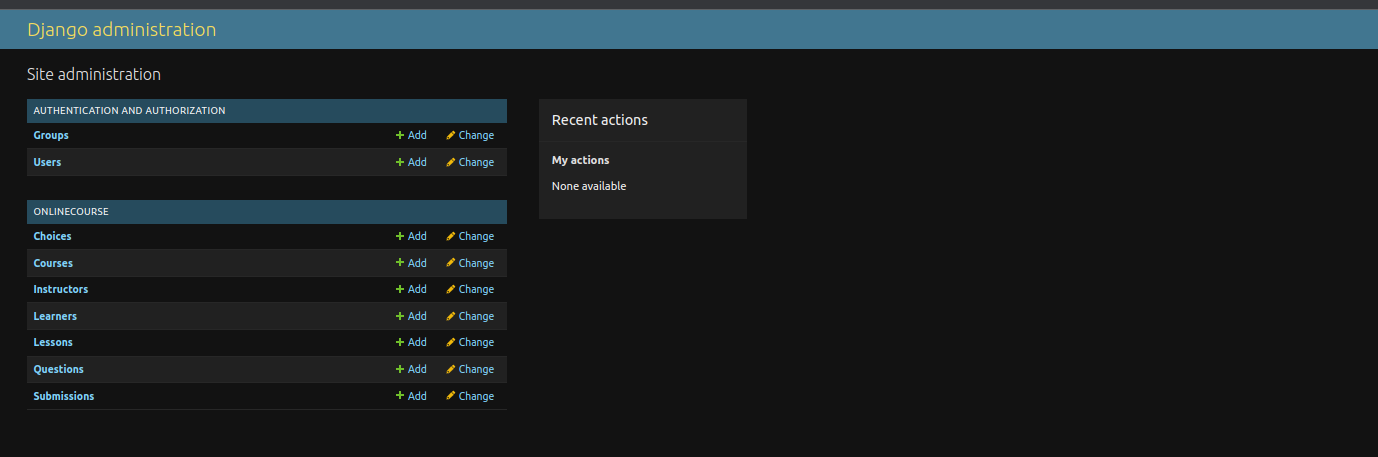 Django administration
Site administration
AUTHENTICATION AND AUTHORIZATION
Groups Add Change
Users Add Change
ONLINECOURSE
Choices Add Change
Courses Add Change
Instructors Add Change
Learners Add Change
Lessons Add Change
Questions Add Change
Submissions Add Change
Recent actions
My actions
None available